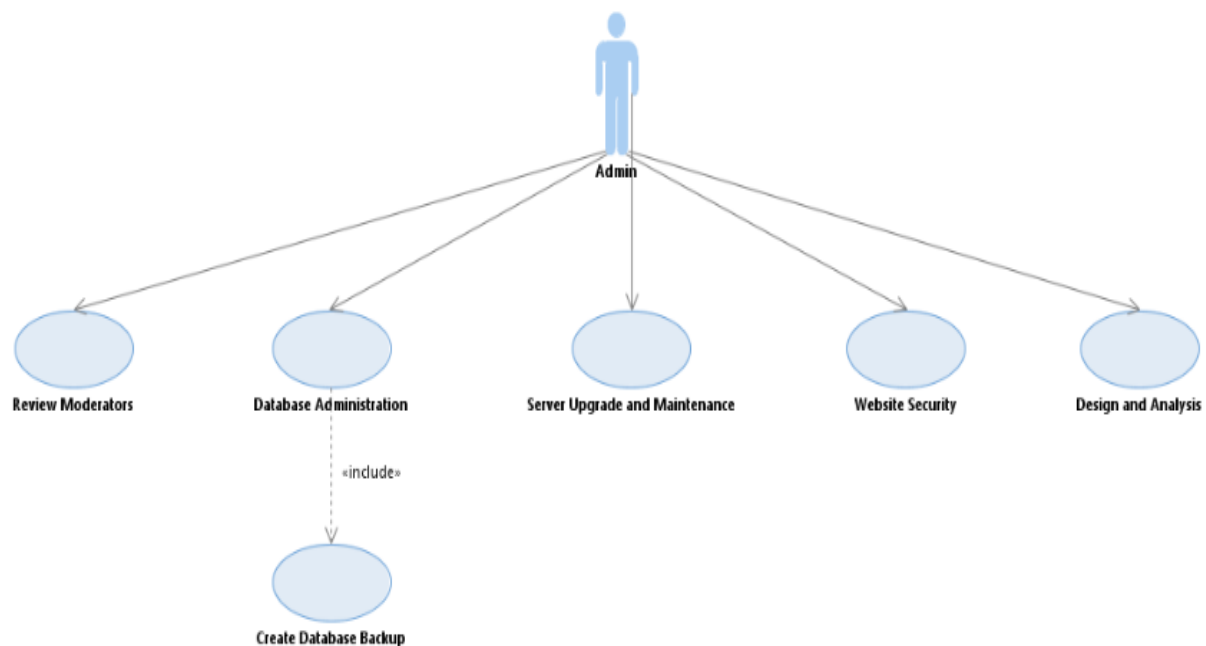 Admin
Review Moderators
Database Administration
Server Upgrade and Maintenance
Website Security
Design and Analysis
«include»
Create Database Backup